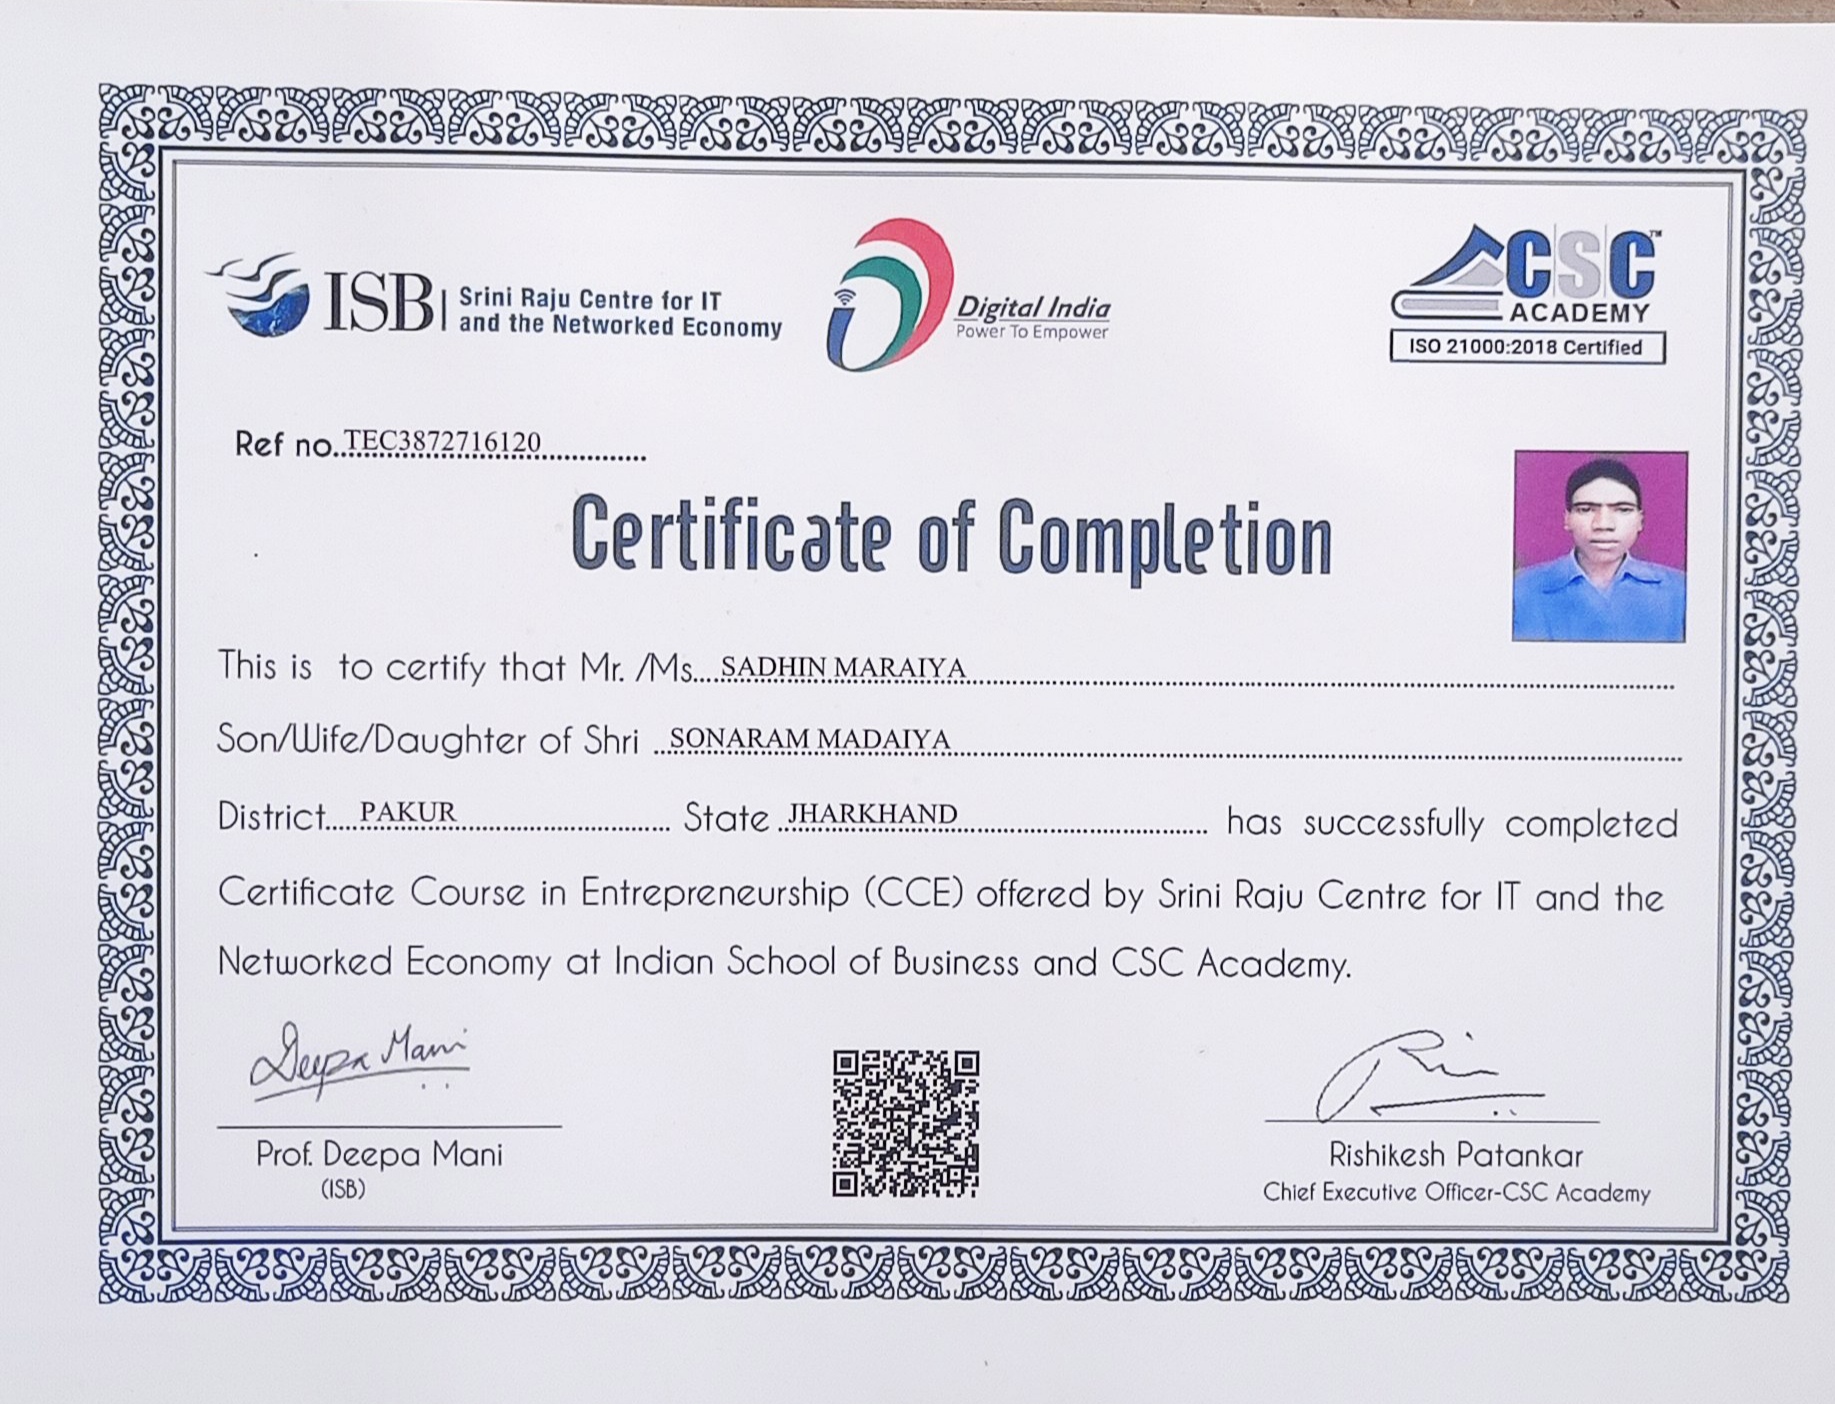 ISB Srini Raju Centre for IT
and the Networked Economy
Digital India
Power To Empower
CSC™
ACADEMY
ISO 21000:2018 Certified
Ref no. TEC3872716120
Certificate of Completion
This is to certify that Mr. /Ms. SADHIN MARAIYA
Son/Wife/Daughter of Shri SONARAM MADAIYA
District PAKUR State JHARKHAND has successfully completed
Certificate Course in Entrepreneurship (CCE) offered by Srini Raju Centre for IT and the
Networked Economy at Indian School of Business and CSC Academy.
Deepa Mani
Prof. Deepa Mani
(ISB)
Rishikesh Patankar
Chief Executive Officer-CSC Academy